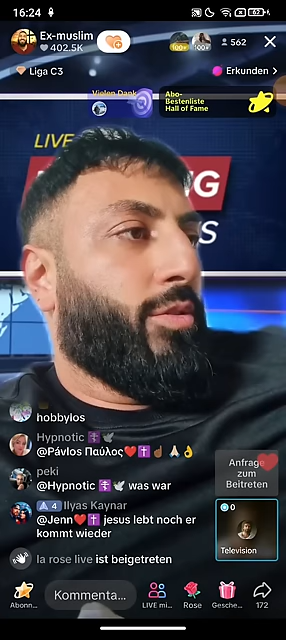 16:24
62
Ex-muslim
402.5K
100+
562
Liga C3
Erkunden >
Vielen Dank
Abo-
Bestenliste
Hall of Fame
LIVE
G
S
hobbylos
Hypnotic ☦️🕊️
@Pávlos Παύλος❤️✝️☝🏾🙏🏻👌
peki
@Hypnotic ☦️🕊️ was war
4 Ilyas Kaynar
@Jenn❤️✝️ jesus lebt noch er
kommt wieder
la rose live ist beigetreten
Anfrage
zum
Beitreten
0
Television
Abonn...
Kommenta...
LIVE mi...
Rose
Gesche...
172